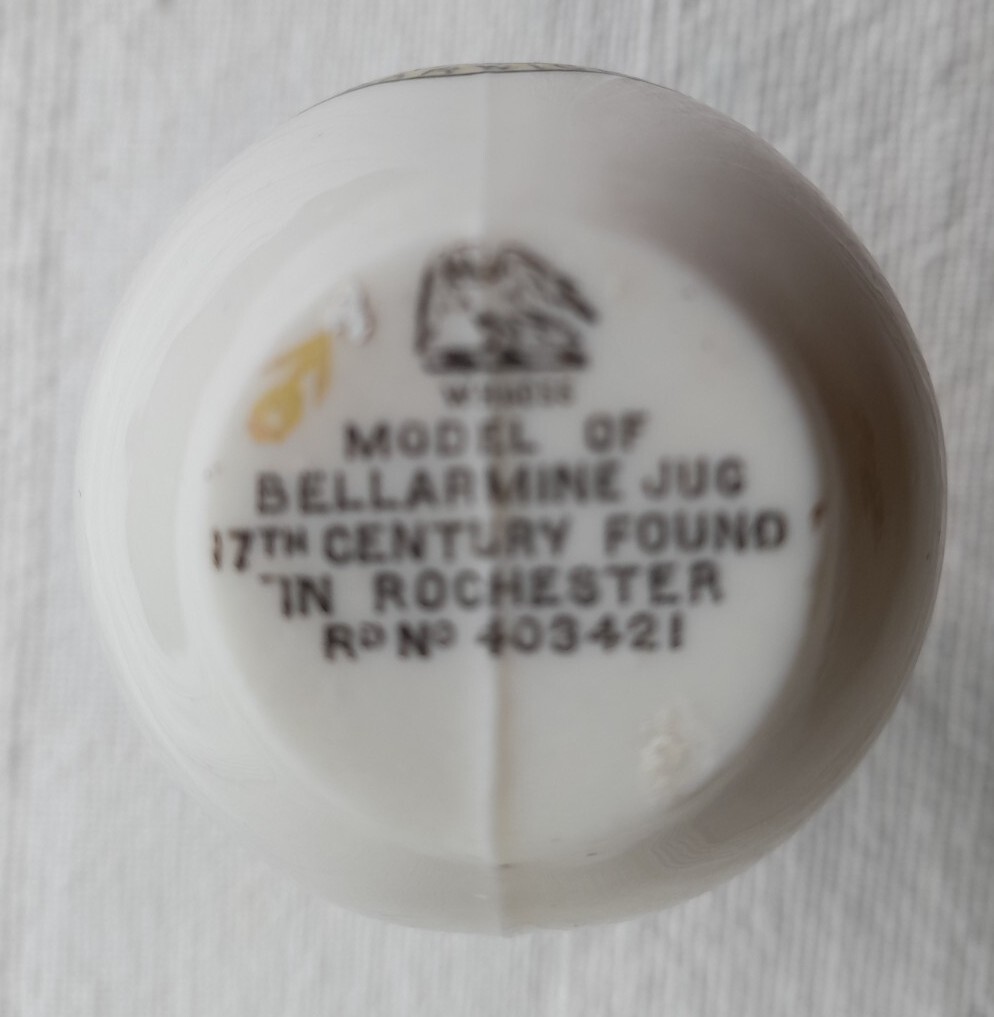 MODEL OF
BELLARMINE JUG
17TH CENTURY FOUND
IN ROCHESTER
RD NO 403421